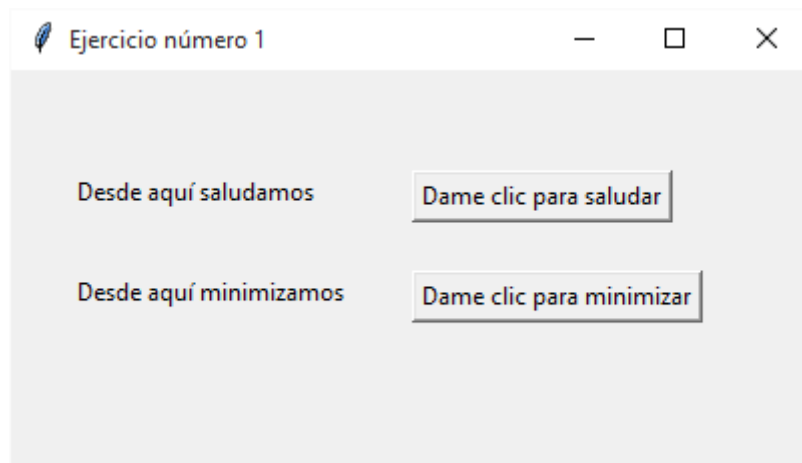 Ejercicio número 1
Desde aquí saludamos
Dame clic para saludar
Desde aquí minimizamos
Dame clic para minimizar